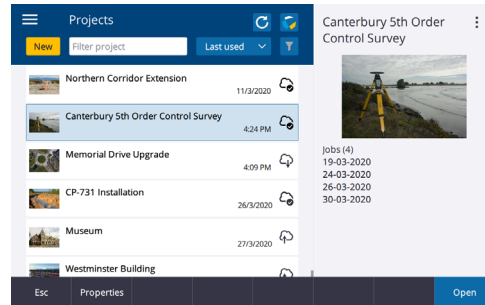 Projects
New
Filter project
Last used
Northern Corridor Extension
11/3/2020
Canterbury 5th Order Control Survey
4:24 PM
Memorial Drive Upgrade
4:09 PM
CP-731 Installation
26/3/2020
Museum
27/3/2020
Westminster Building
Canterbury 5th Order
Control Survey
Jobs (4)
19-03-2020
24-03-2020
26-03-2020
30-03-2020
Esc
Properties
Open